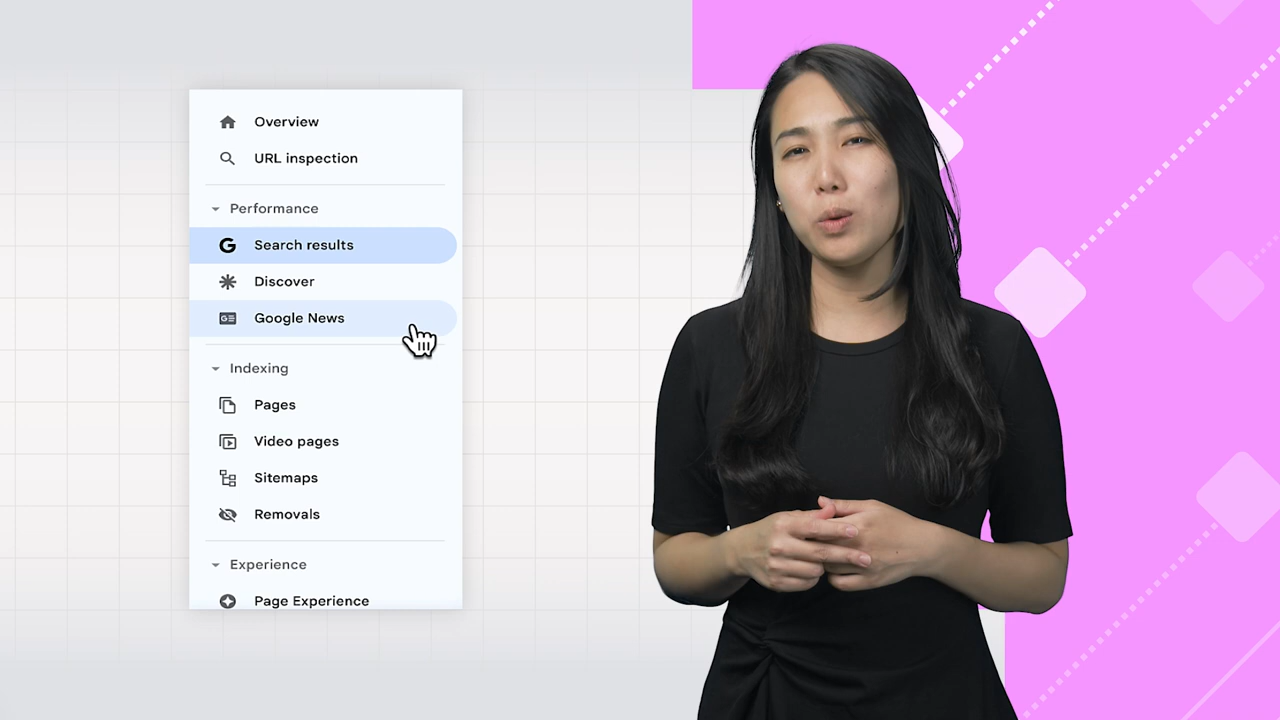 Overview
URL inspection
Performance
Search results
Discover
Google News
Indexing
Pages
Video pages
Sitemaps
Removals
Experience
Page Experience